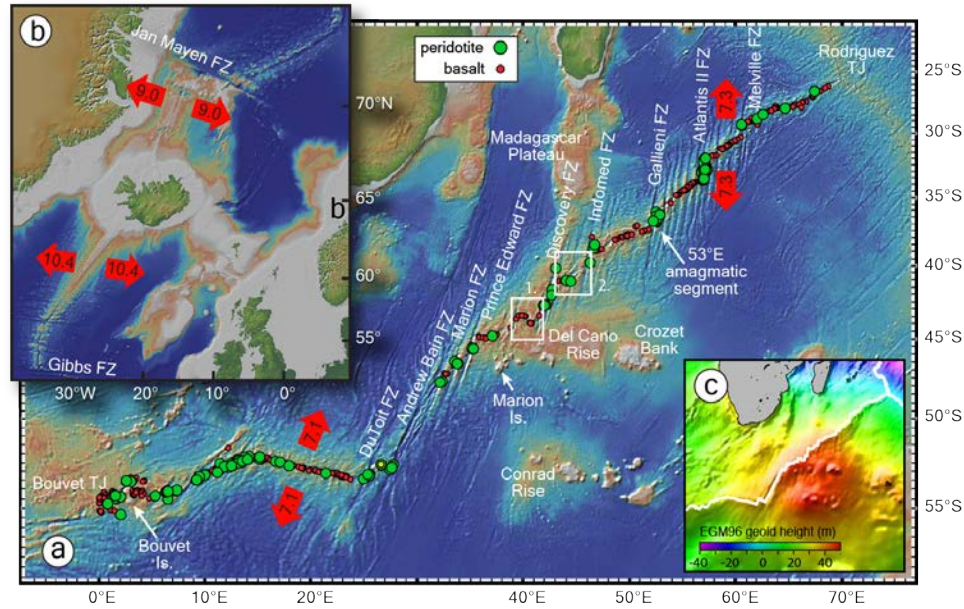 b
Jan Mayen FZ
9.0
9.0
70°N
65°
b
10.4
10.4
60°
55°
Gibbs FZ
30°W
20°
10°
0°
peridotite
basalt
Rodriguez
TJ
Melville FZ
Atlantis II FZ
7.3
7.3
Gallieni FZ
Madagascar
Plateau
Indomed FZ
Discovery FZ
53°E
amagmatic
segment
1.
2.
Prince Edward FZ
Marion FZ
Andrew Bain FZ
DuToit FZ
Del Cano
Rise
Crozet
Bank
Marion
Is.
Conrad
Rise
7.1
7.1
Bouvet TJ
Bouvet
Is.
a
c
EGM96 geoid height (m)
-40
0
40
25°S
30°S
35°S
40°S
45°S
50°S
55°S
0°E
10°E
20°E
30°E
40°E
50°E
60°E
70°E